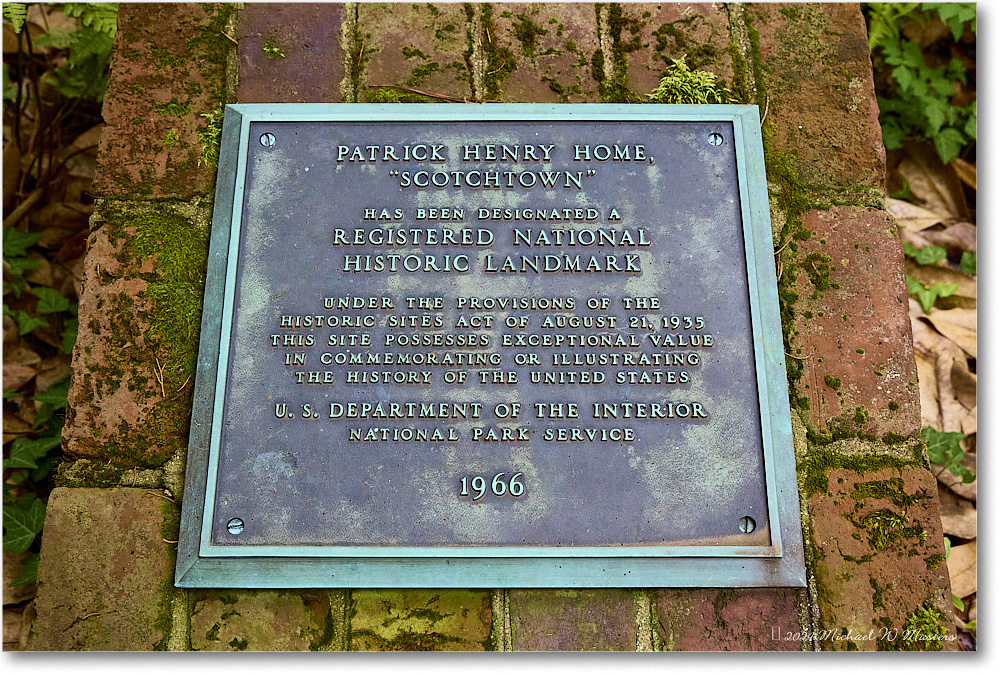 PATRICK HENRY HOME,
"SCOTCHTOWN"
HAS BEEN DESIGNATED A
REGISTERED NATIONAL
HISTORIC LANDMARK
UNDER THE PROVISIONS OF THE
HISTORIC SITES ACT OF AUGUST 21, 1935
THIS SITE POSSESSES EXCEPTIONAL VALUE
IN COMMEMORATING OR ILLUSTRATING
THE HISTORY OF THE UNITED STATES
U. S. DEPARTMENT OF THE INTERIOR
NATIONAL PARK SERVICE
1966
Michael W Masters